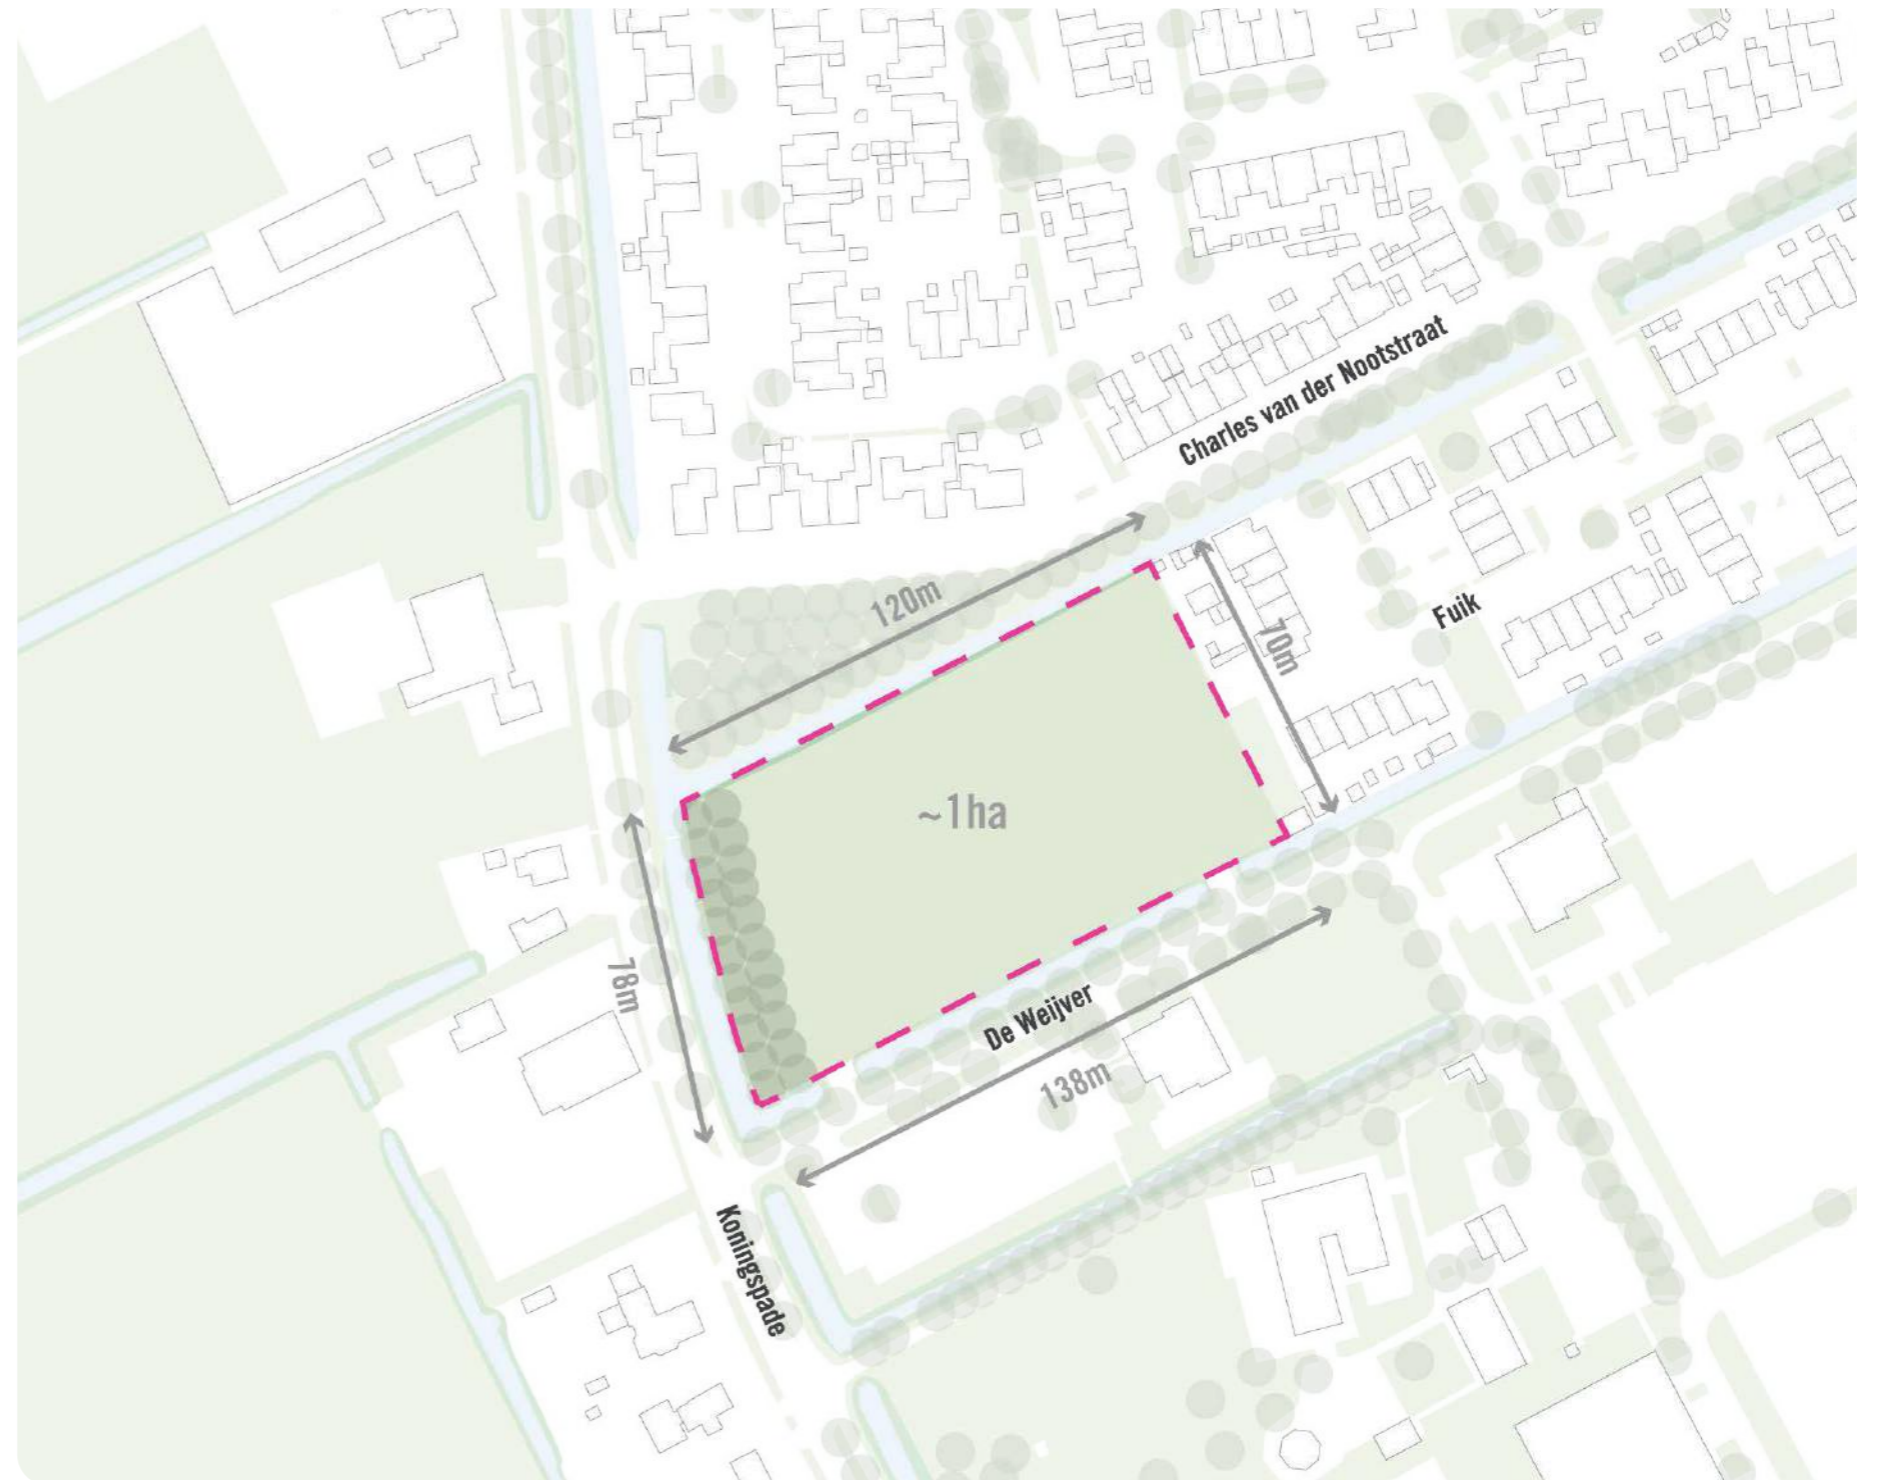 Charles van der Nootstraat
120m
Fuik
70m
~1ha
78m
De Weijver
138m
Koningspade